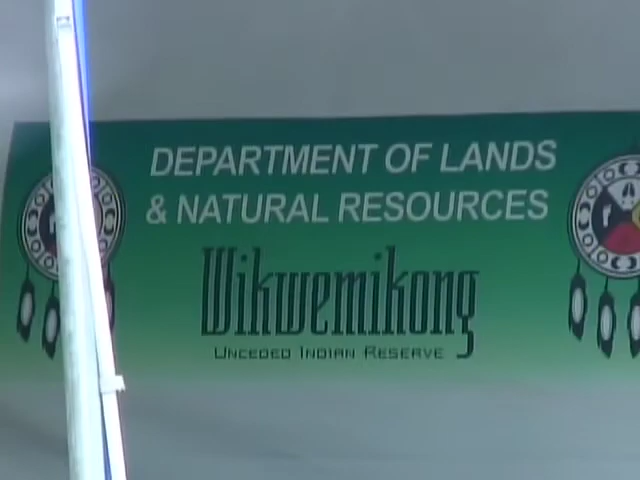 DEPARTMENT OF LANDS
& NATURAL RESOURCES
Wikwemikong
UNCEDED INDIAN RESERVE